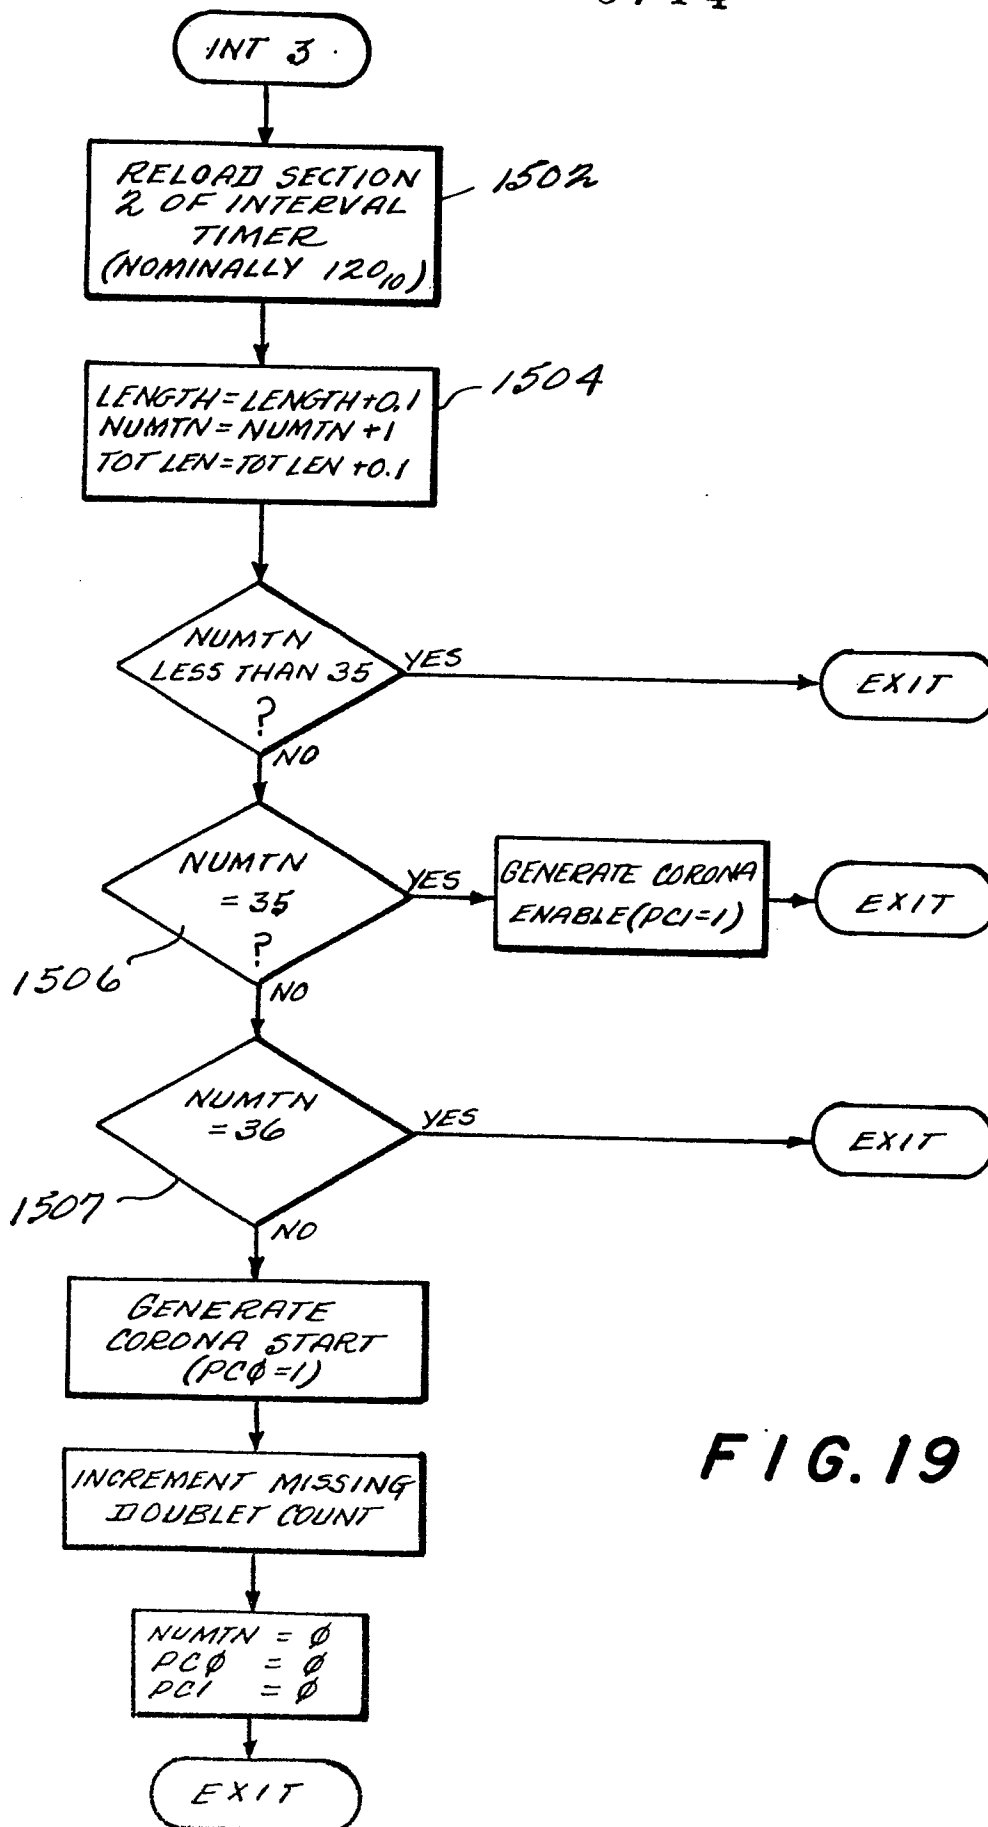 INT 3
RELOAD SECTION
2 OF INTERVAL
TIMER
(NOMINALLY 120₁₀)
1502
LENGTH=LENGTH+0.1
NUMTN=NUMTN+1
TOT LEN=TOT LEN+0.1
1504
NUMTN
LESS THAN 35
?
YES
EXIT
NO
NUMTN
=35
?
1506
YES
GENERATE CORONA
ENABLE(PC1=1)
EXIT
NO
NUMTN
=36
1507
YES
EXIT
NO
GENERATE
CORONA START
(PCϕ=1)
INCREMENT MISSING
DOUBLET COUNT
NUMTN = ϕ
PCϕ = ϕ
PC1 = ϕ
EXIT
FIG.19